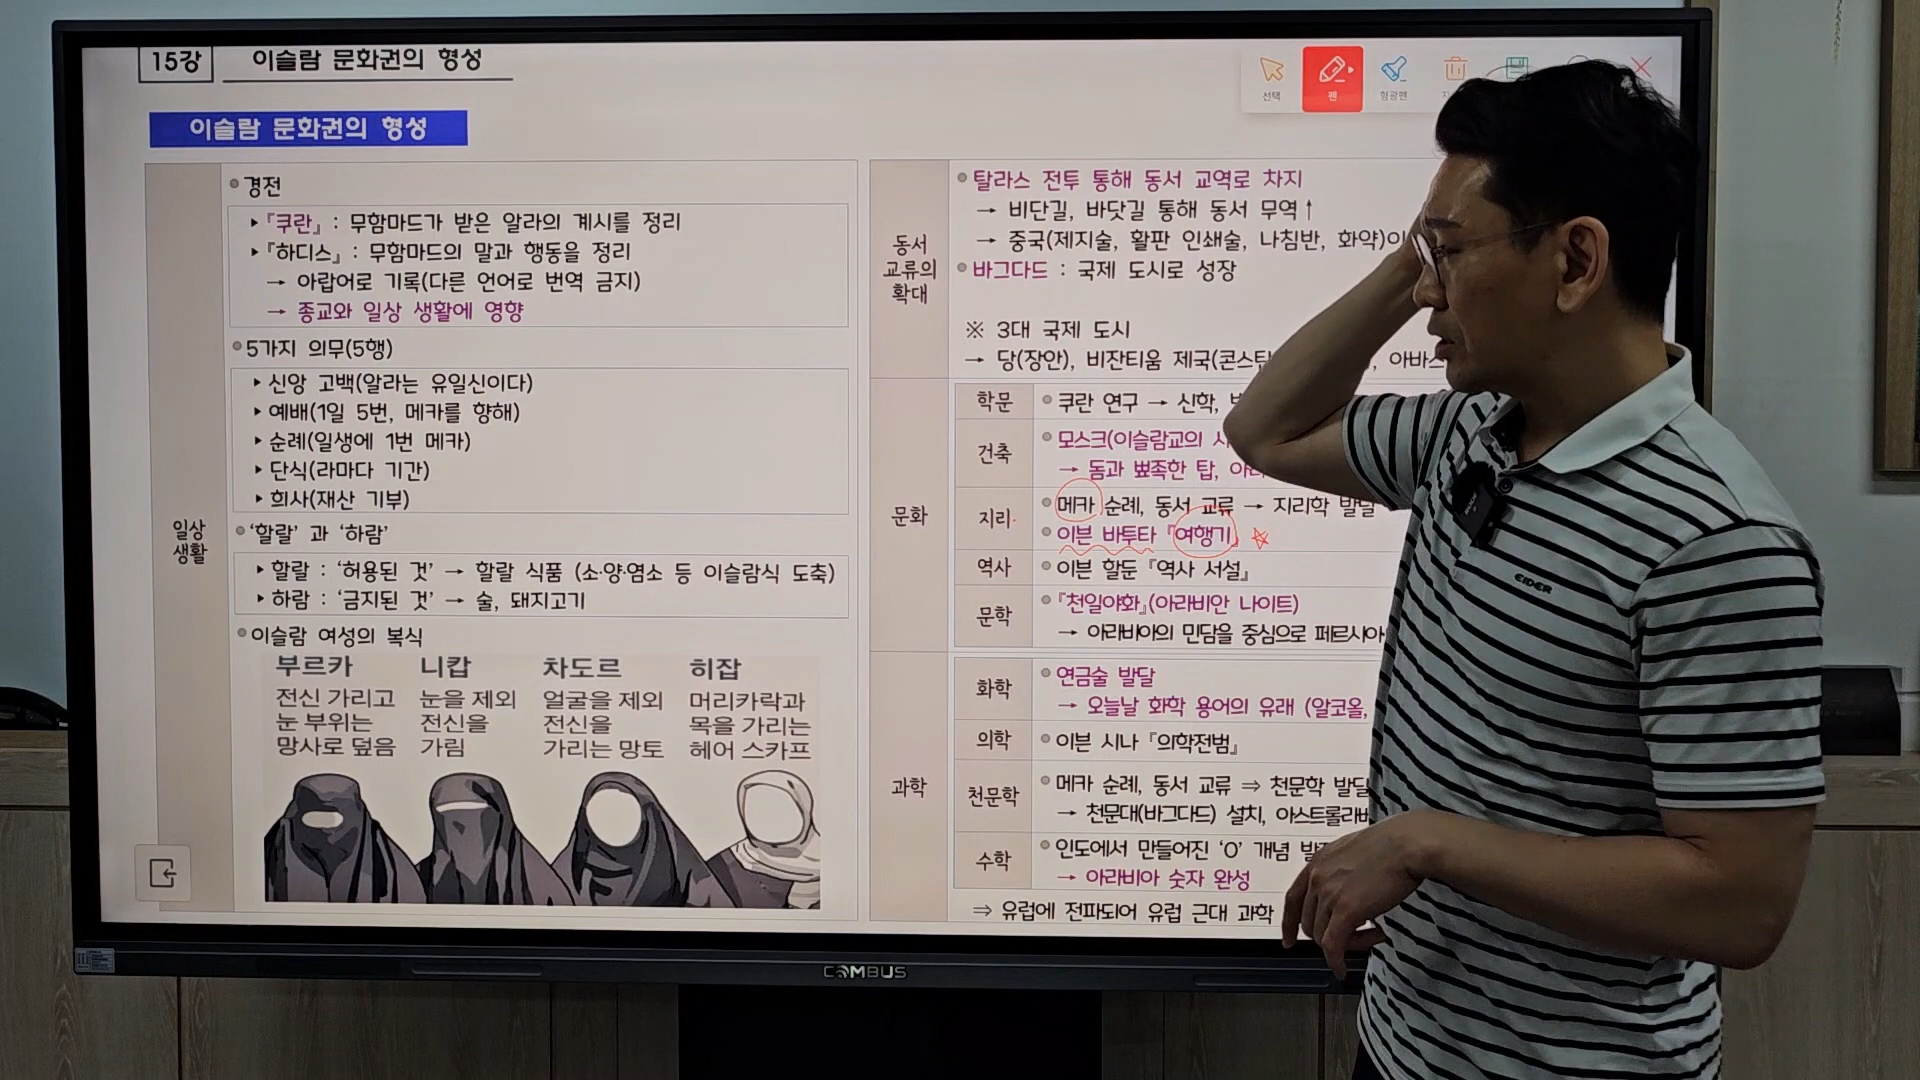 15강
이슬람 문화권의 형성
선택
펜
형광펜
이슬람 문화권의 형성
일상
생활
경전
▸『쿠란』 : 무함마드가 받은 알라의 계시를 정리
▸『하디스』 : 무함마드의 말과 행동을 정리
→ 아랍어로 기록(다른 언어로 번역 금지)
→ 종교와 일상 생활에 영향
5가지 의무(5행)
▸신앙 고백(알라는 유일신이다)
▸예배(1일 5번, 메카를 향해)
▸순례(일생에 1번 메카)
▸단식(라마다 기간)
▸희사(재산 기부)
‘할랄’ 과 ‘하람’
▸할랄 : ‘허용된 것’ → 할랄 식품 (소·양·염소 등 이슬람식 도축)
▸하람 : ‘금지된 것’ → 술, 돼지고기
이슬람 여성의 복식
부르카
전신 가리고
눈 부위는
망사로 덮음
니캅
눈을 제외
전신을
가림
차도르
얼굴을 제외
전신을
가리는 망토
히잡
머리카락과
목을 가리는
헤어 스카프
동서
교류의
확대
탈라스 전투 통해 동서 교역로 차지
→ 비단길, 바닷길 통해 동서 무역↑
→ 중국(제지술, 활판 인쇄술, 나침반, 화약)이
바그다드 : 국제 도시로 성장
※ 3대 국제 도시
→ 당(장안), 비잔티움 제국(콘스탄
문화
학문
쿠란 연구 → 신학,
건축
모스크(이슬람교의
→ 돔과 뾰족한 탑,
지리
메카 순례, 동서 교류 → 지리학 발달
이븐 바투타 『여행기』
역사
이븐 할둔 『역사 서설』
문학
『천일야화』(아라비안 나이트)
→ 아라비아의 민담을 중심으로 페르시아
과학
화학
연금술 발달
→ 오늘날 화학 용어의 유래 (알코올,
의학
이븐 시나 『의학전범』
천문학
메카 순례, 동서 교류 ⇒ 천문학 발달
→ 천문대(바그다드) 설치,
수학
인도에서 만들어진 ‘0’ 개념
→ 아라비아 숫자 완성
⇒ 유럽에 전파되어 유럽 근대 과학
EIDER
COMBUS